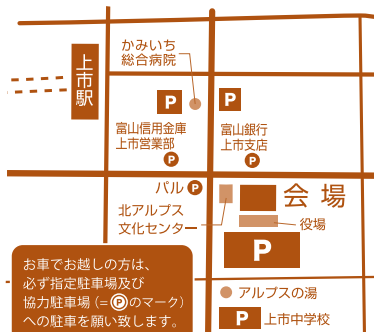 かみいち
総合病院
上市駅
P
P
富山信用金庫
上市営業部
P
富山銀行
上市支店
P
パル P
会場
北アルプス
文化センター
役場
P
お車でお越しの方は、
必ず指定駐車場及び
協力駐車場(=Pのマーク)
への駐車を願い致します。
アルプスの湯
P 上市中学校